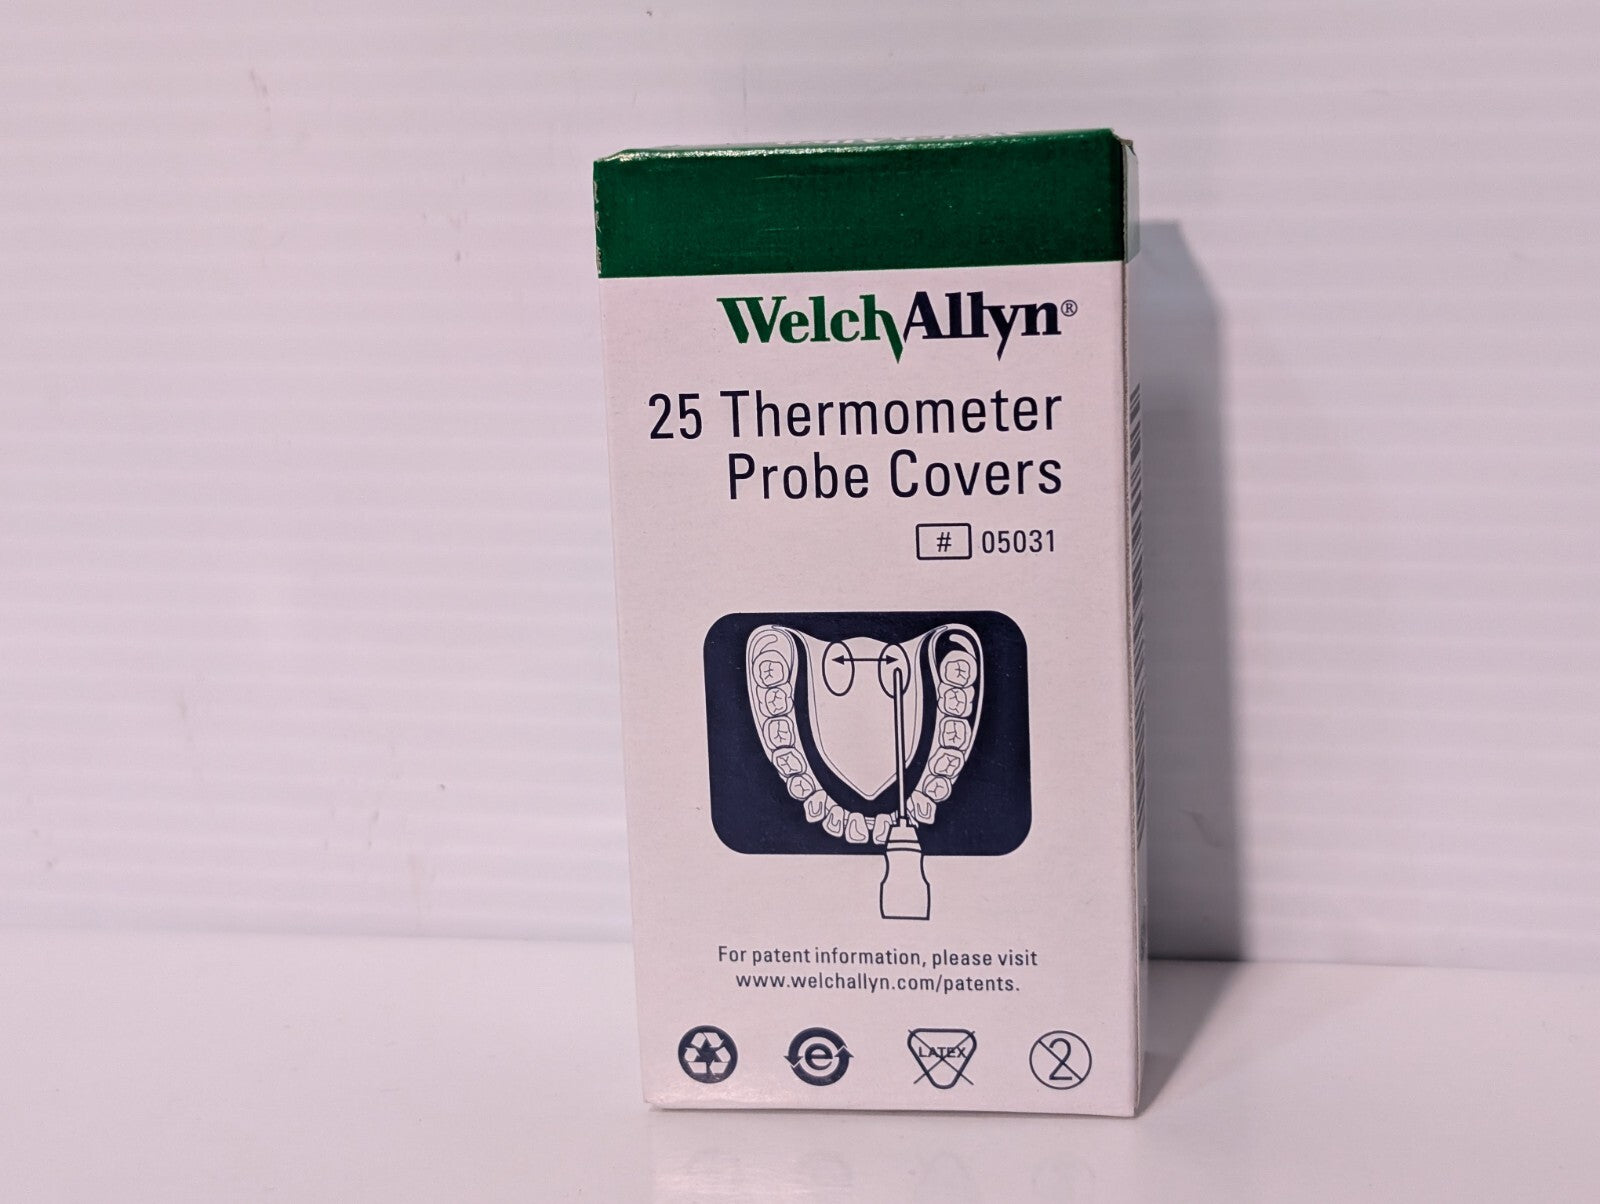 WelchAllyn®
25 Thermometer
Probe Covers
# 05031
For patent information, please visit
www.welchallyn.com/patents.
e
LATEX
2